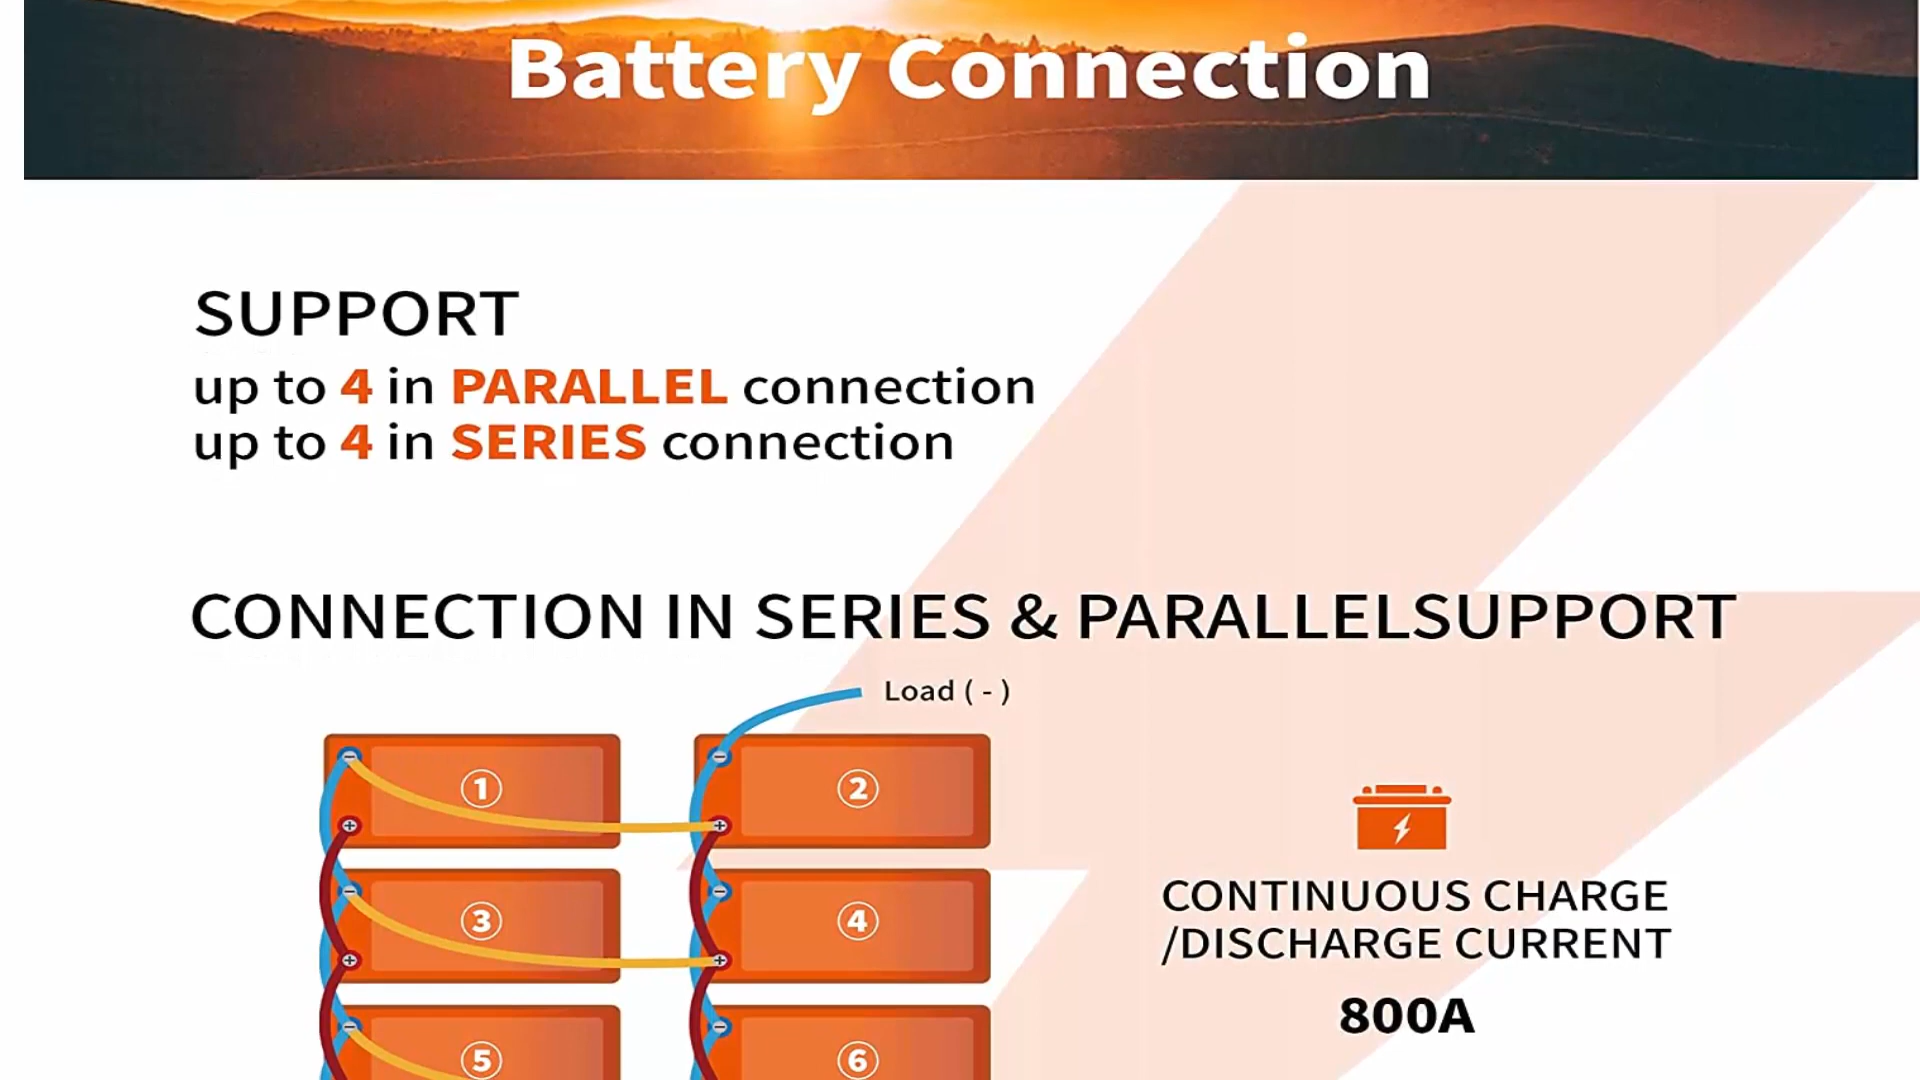 Battery Connection
SUPPORT
up to 4 in PARALLEL connection
up to 4 in SERIES connection
CONNECTION IN SERIES & PARALLELSUPPORT
Load ( - )
①
②
③
④
⑤
⑥
CONTINUOUS CHARGE
/DISCHARGE CURRENT
800A